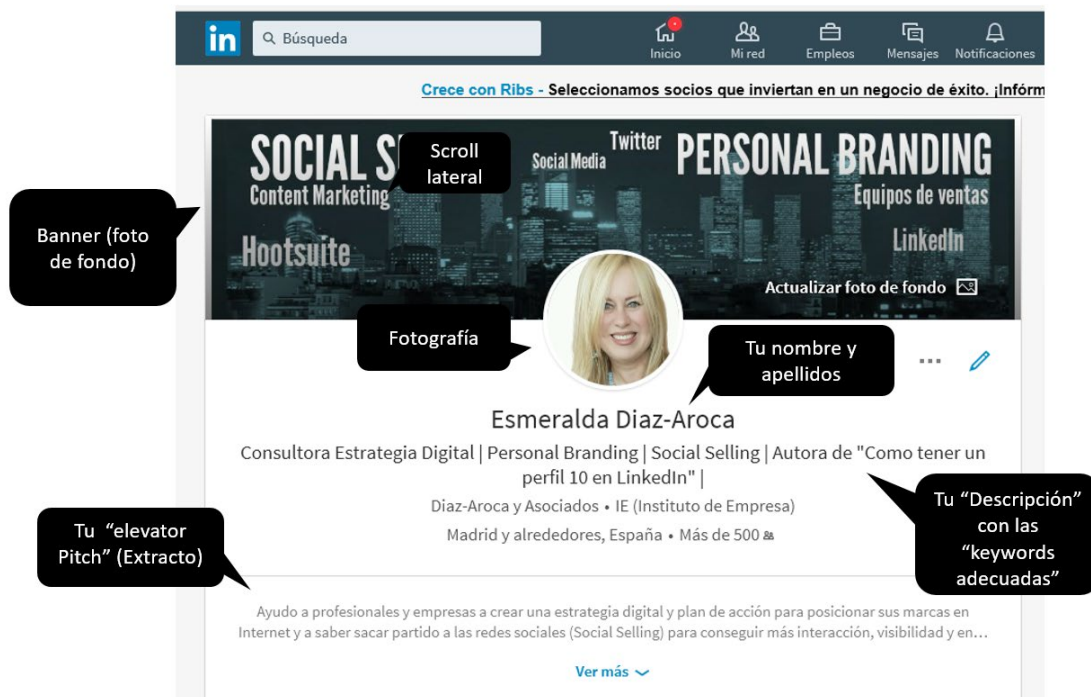 in
Búsqueda
Inicio
Mi red
Empleos
Mensajes
Notificaciones
Crece con Ribs - Seleccionamos socios que inviertan en un negocio de éxito. ¡Infórm
SOCIAL S
Scroll
lateral
Social Media
Twitter
PERSONAL BRANDING
Content Marketing
Equipos de ventas
Banner (foto
de fondo)
Hootsuite
LinkedIn
Actualizar foto de fondo
Fotografía
Tu nombre y
apellidos
Esmeralda Diaz-Aroca
Consultora Estrategia Digital | Personal Branding | Social Selling | Autora de "Como tener un
perfil 10 en LinkedIn" |
Diaz-Aroca y Asociados • IE (Instituto de Empresa)
Madrid y alrededores, España • Más de 500
Tu “Descripción”
con las
“keywords
adecuadas”
Tu “elevator
Pitch” (Extracto)
Ayudo a profesionales y empresas a crear una estrategia digital y plan de acción para posicionar sus marcas en
Internet y a saber sacar partido a las redes sociales (Social Selling) para conseguir más interacción, visibilidad y en…
Ver más